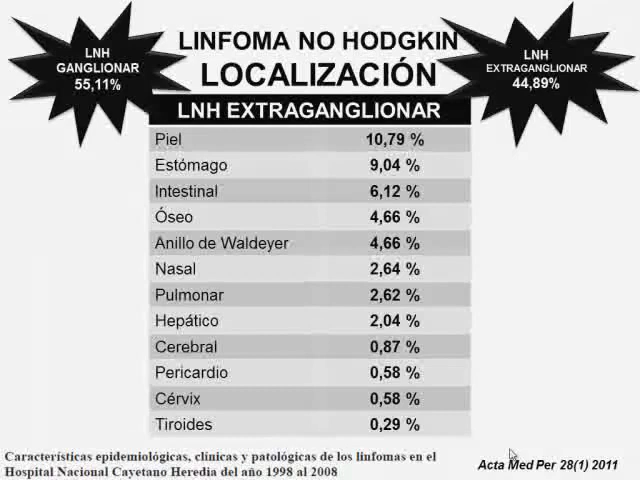 LINFOMA NO HODGKIN
LOCALIZACIÓN
LNH
GANGLIONAR
55,11%
LNH
EXTRAGANGLIONAR
44,89%
LNH EXTRAGANGLIONAR
Piel 10,79 %
Estómago 9,04 %
Intestinal 6,12 %
Óseo 4,66 %
Anillo de Waldeyer 4,66 %
Nasal 2,64 %
Pulmonar 2,62 %
Hepático 2,04 %
Cerebral 0,87 %
Pericardio 0,58 %
Cérvix 0,58 %
Tiroides 0,29 %
Características epidemiológicas, clínicas y patológicas de los linfomas en el
Hospital Nacional Cayetano Heredia del año 1998 al 2008
Acta Med Per 28(1) 2011